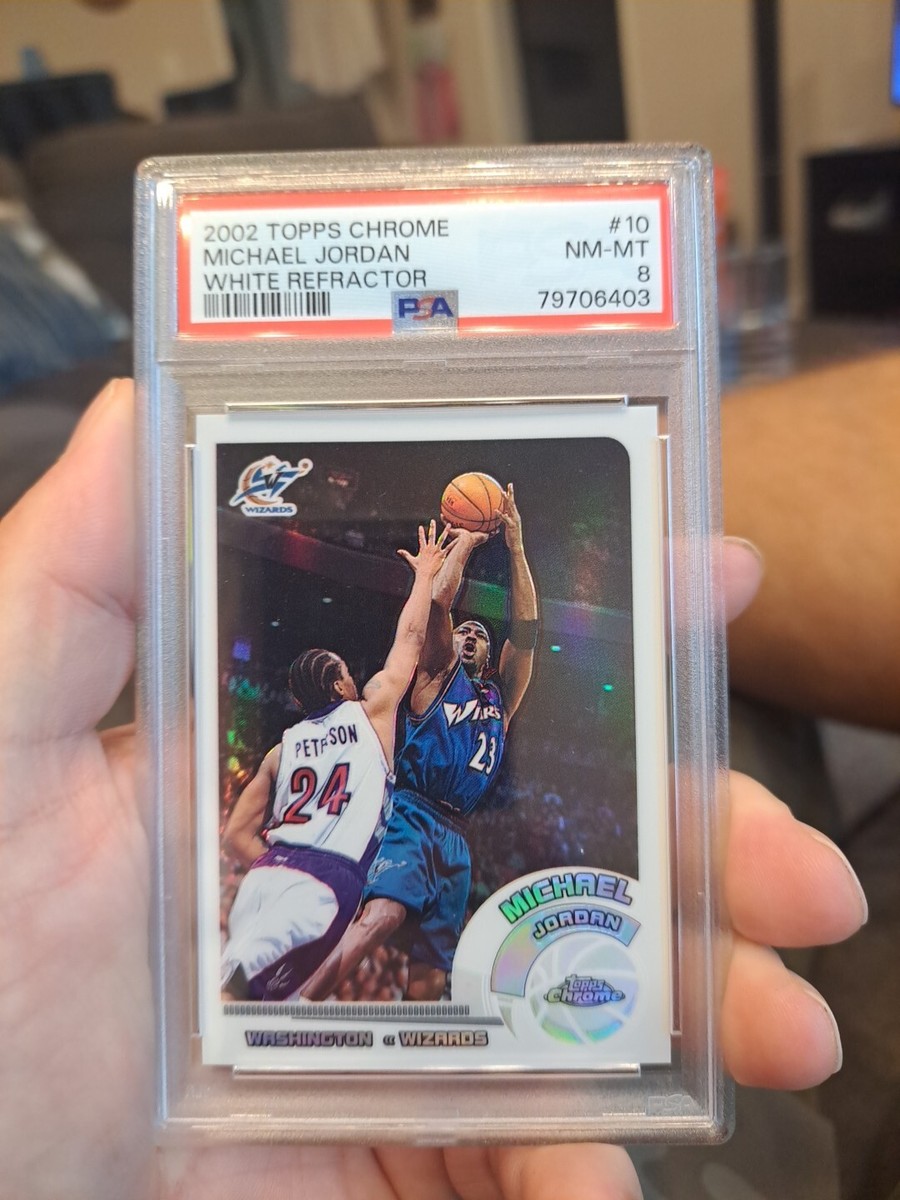 2002 TOPPS CHROME #10
MICHAEL JORDAN NM-MT
WHITE REFRACTOR 8
PSA 79706403
WIZARDS
PETERSON
24
23
MICHAEL
JORDAN
Topps
Chrome
WASHINGTON WIZARDS